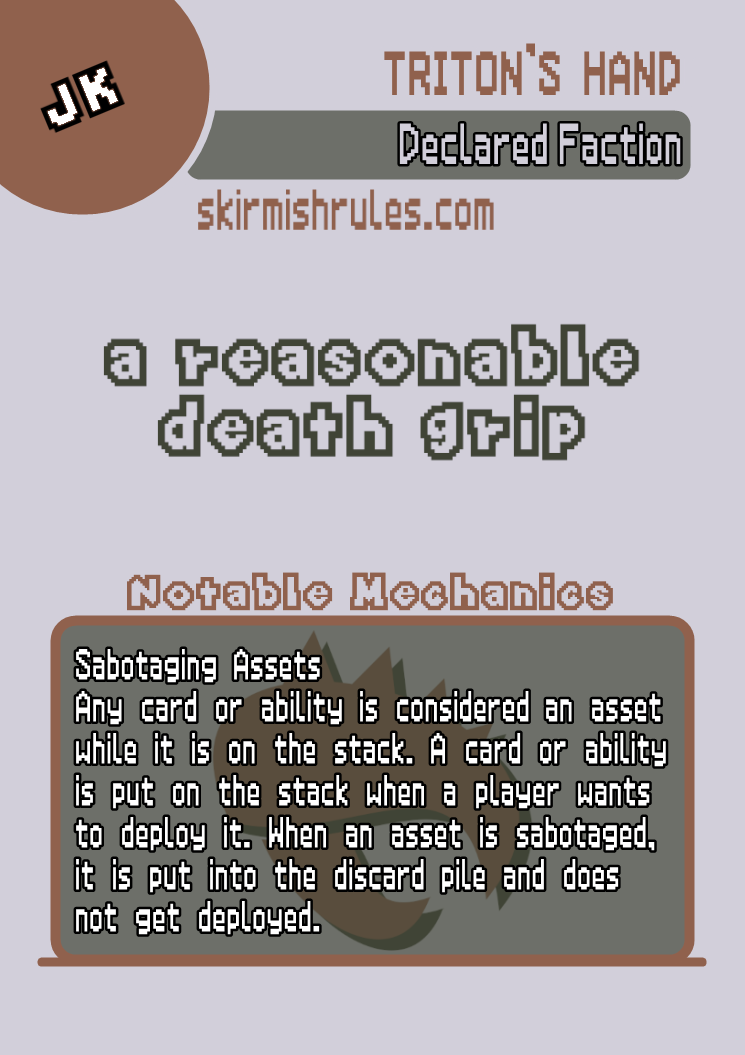 JK
TRITON'S HAND
Declared Faction
skirmishrules.com
a reasonable
death grip
Notable Mechanics
Sabotaging Assets
Any card or ability is considered an asset
while it is on the stack. A card or ability
is put on the stack when a player wants
to deploy it. When an asset is sabotaged,
it is put into the discard pile and does
not get deployed.